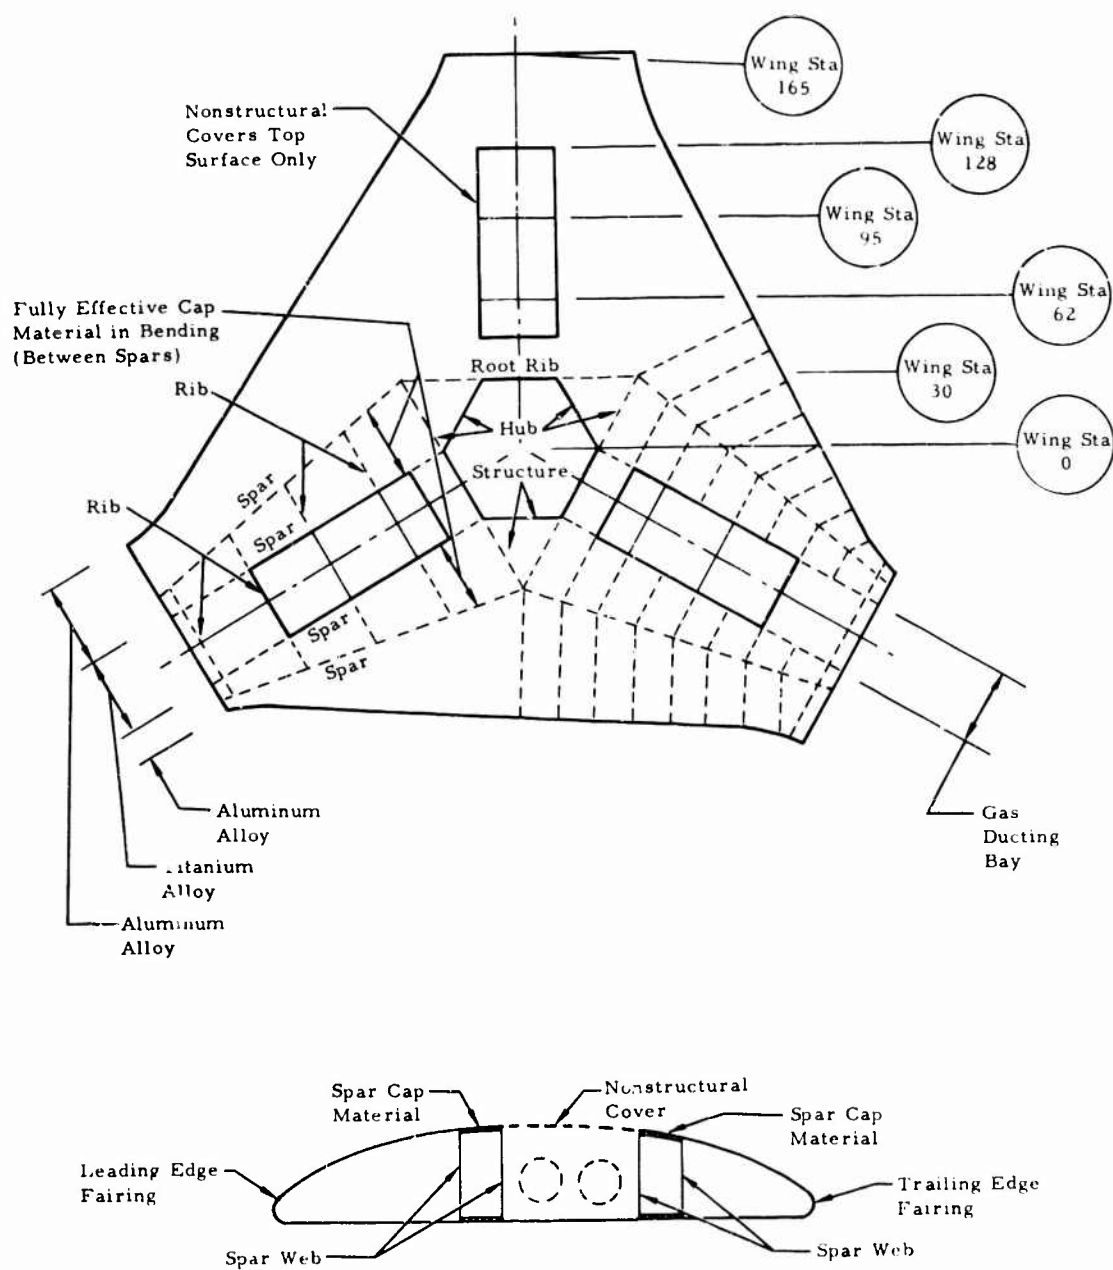 Wing Sta
165
Nonstructural
Covers Top
Surface Only
Wing Sta
128
Wing Sta
95
Wing Sta
62
Fully Effective Cap
Material in Bending
(Between Spars)
Root Rib
Rib
Wing Sta
30
Hub
Wing Sta
0
Structure
Spar
Rib
Spar
Spar
Spar
Aluminum
Alloy
Gas
Ducting
Bay
itanium
Alloy
Aluminum
Alloy
Spar Cap
Material
Nonstructural
Cover
Spar Cap
Material
Leading Edge
Fairing
Trailing Edge
Fairing
Spar Web
Spar Web